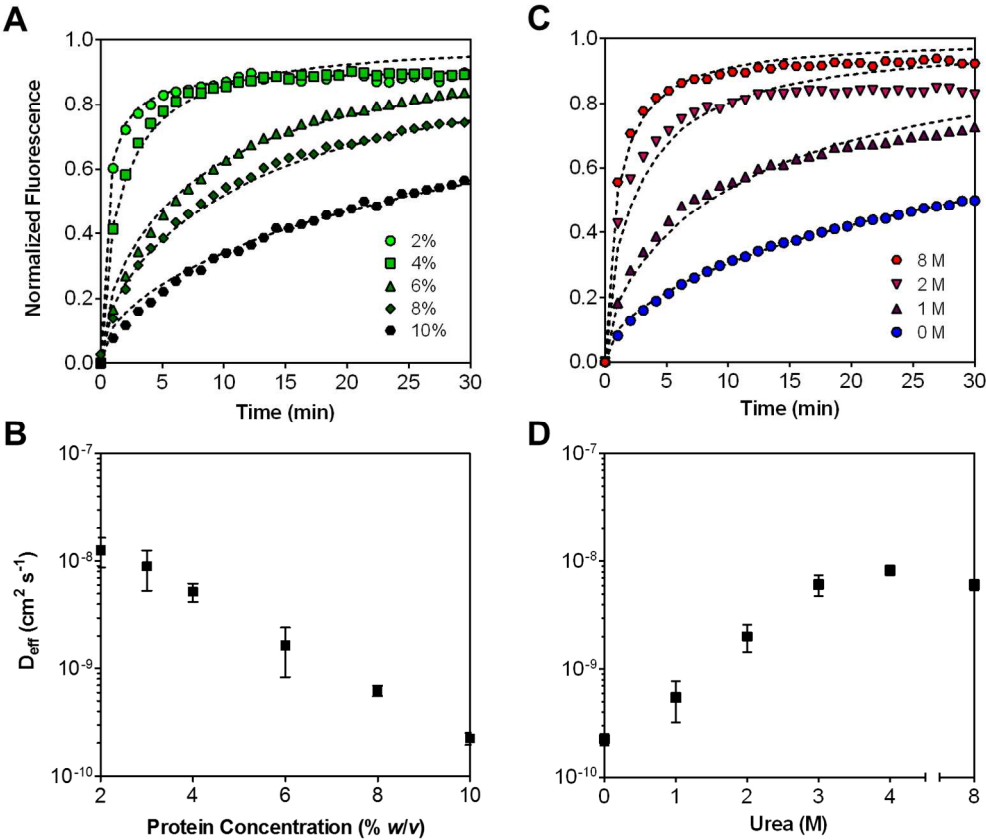 A
1.0
0.8
0.6
0.4
0.2
0.0
Normalized Fluorescence
2%
4%
6%
8%
10%
0 5 10 15 20 25 30
Time (min)
C
1.0
0.8
0.6
0.4
0.2
0.0
8 M
2 M
1 M
0 M
0 5 10 15 20 25 30
Time (min)
B
10-7
10-8
10-9
10-10
Deff (cm2 s-1)
2 4 6 8 10
Protein Concentration (% w/v)
D
10-7
10-8
10-9
10-10
0 1 2 3 4 8
Urea (M)